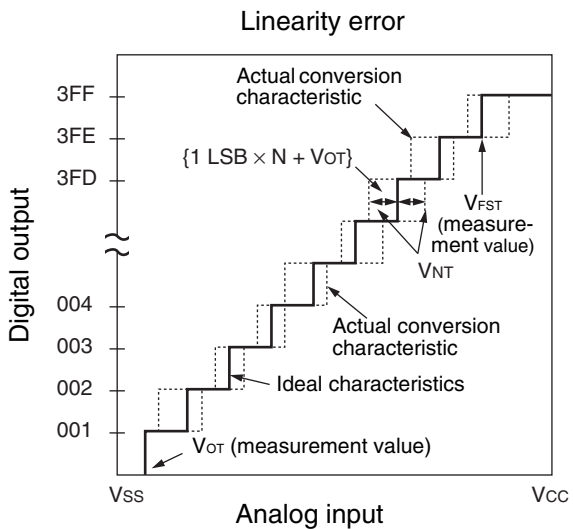 Linearity error
Digital output
3FF
3FE
3FD
004
003
002
001
Actual conversion
characteristic
{1 LSB × N + VOT}
VFST
(measure-
ment value)
VNT
Actual conversion
characteristic
Ideal characteristics
VOT (measurement value)
VSS
VCC
Analog input